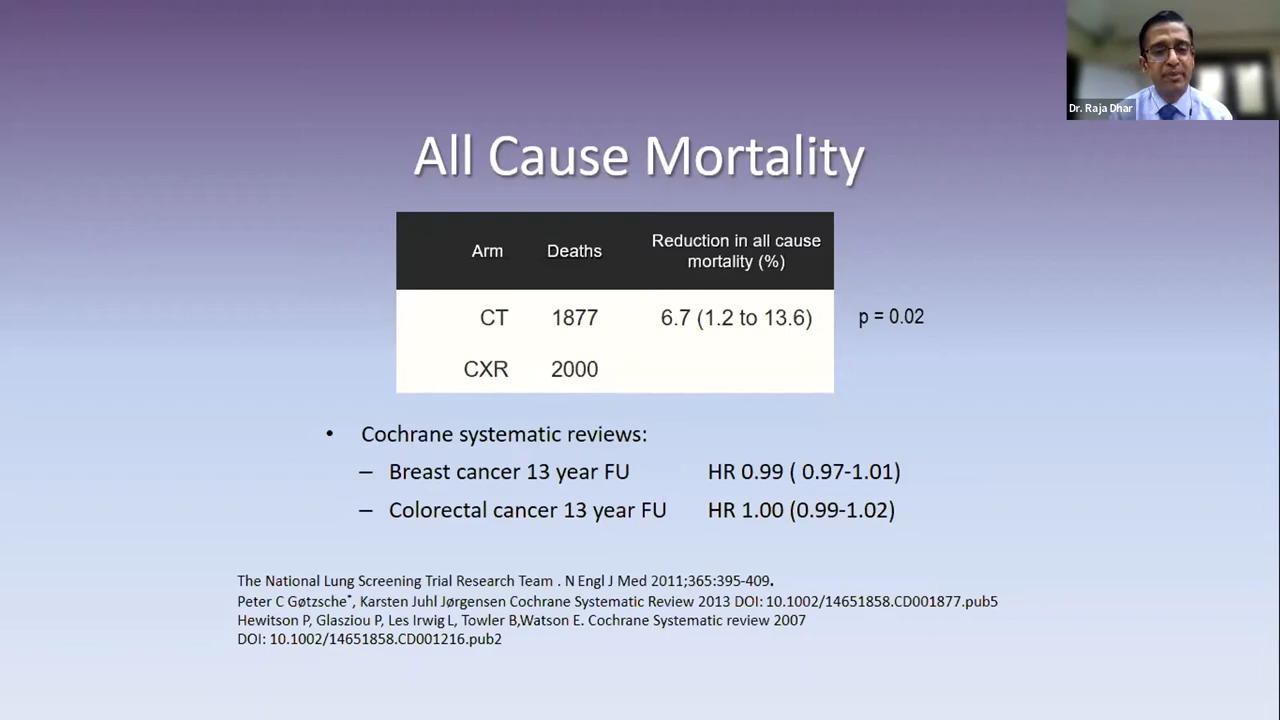 Dr. Raja Dhar
All Cause Mortality
Arm Deaths Reduction in all cause mortality (%)
CT 1877 6.7 (1.2 to 13.6) p = 0.02
CXR 2000
• Cochrane systematic reviews:
– Breast cancer 13 year FU HR 0.99 ( 0.97-1.01)
– Colorectal cancer 13 year FU HR 1.00 (0.99-1.02)
The National Lung Screening Trial Research Team . N Engl J Med 2011;365:395-409.
Peter C Gøtzsche*, Karsten Juhl Jørgensen Cochrane Systematic Review 2013 DOI: 10.1002/14651858.CD001877.pub5
Hewitson P, Glasziou P, Les Irwig L, Towler B,Watson E. Cochrane Systematic review 2007
DOI: 10.1002/14651858.CD001216.pub2